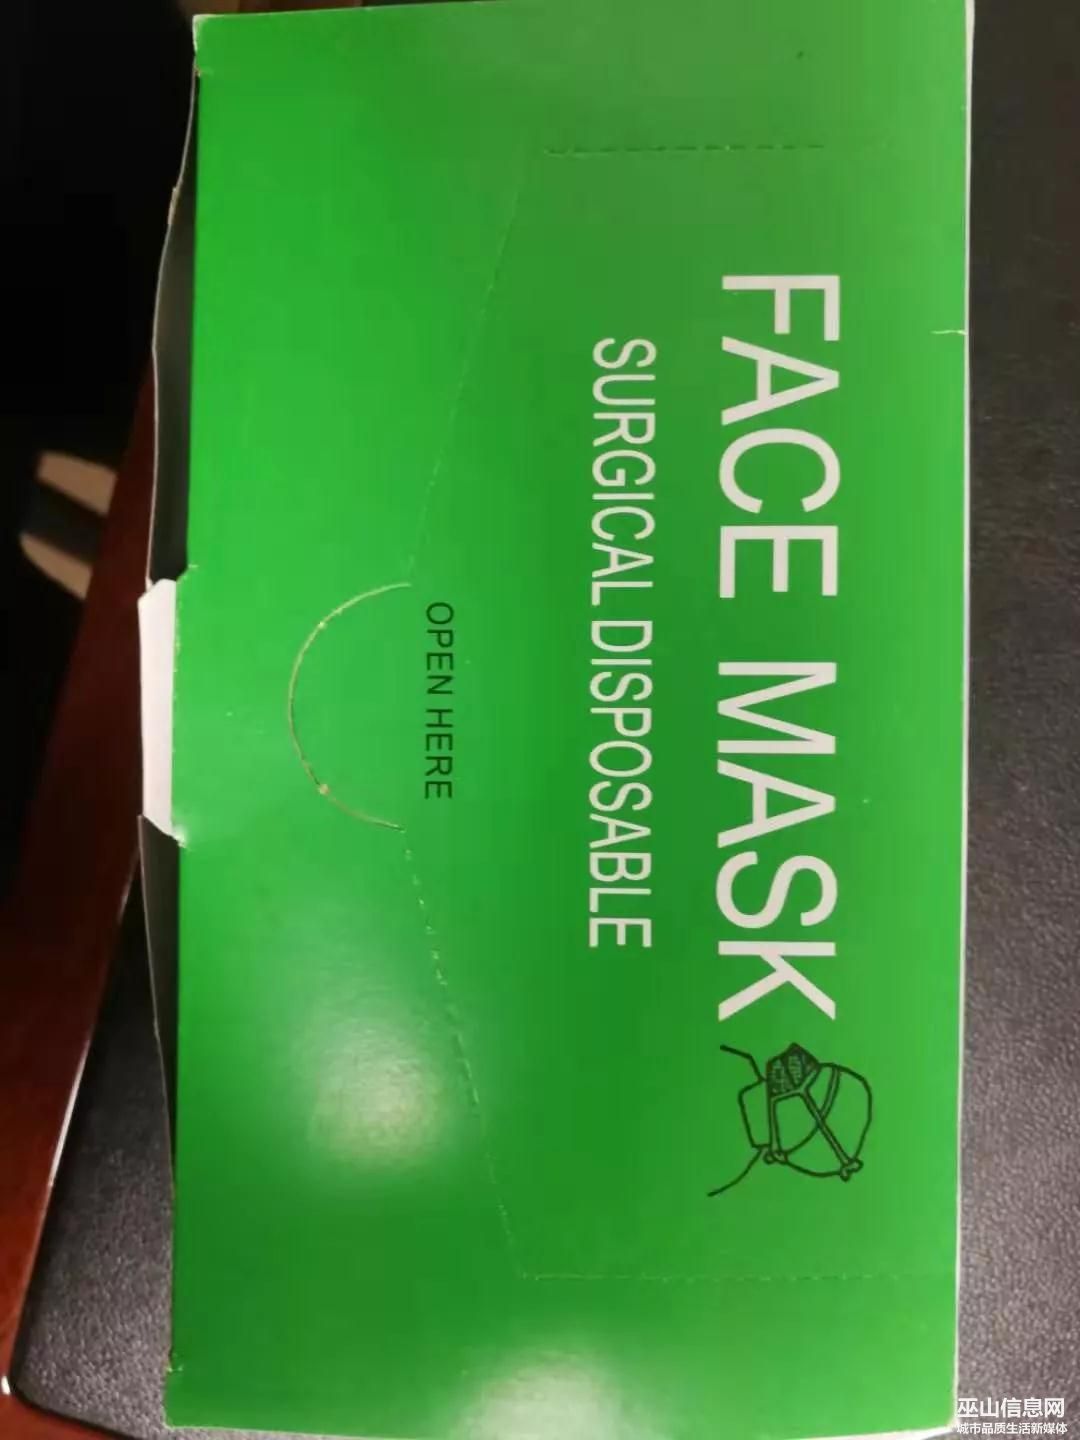 FACE MASK
SURGICAL DISPOSABLE
OPEN HERE
巫山信息网
城市品质生活新媒体